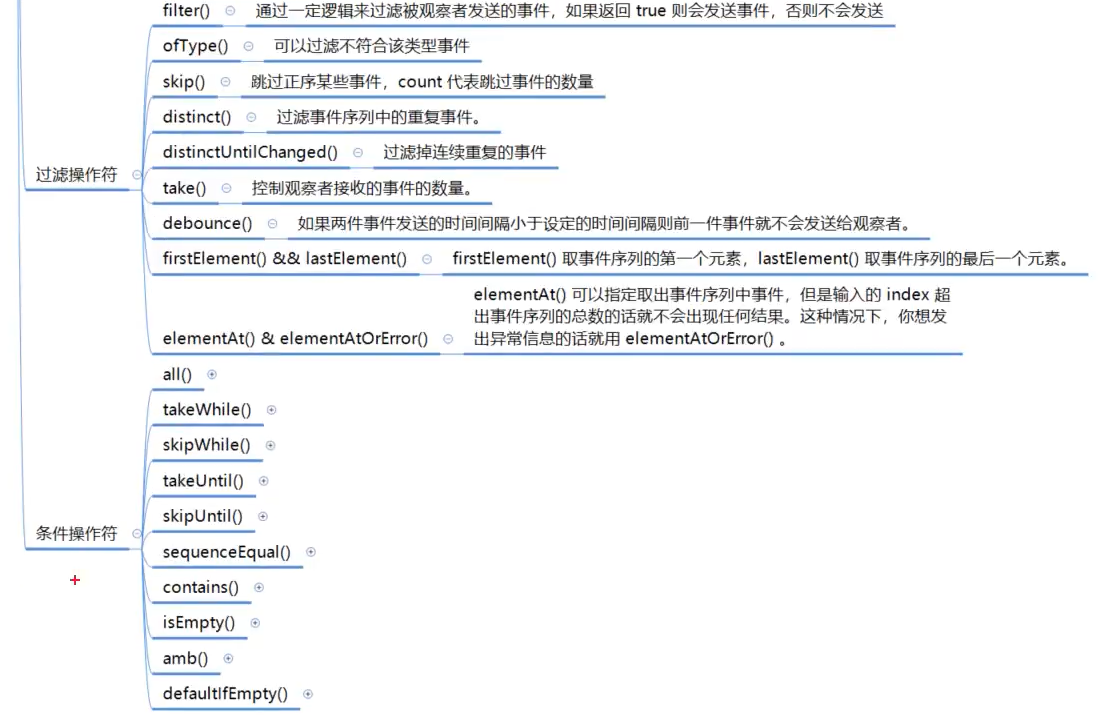 filter() 通过一定逻辑来过滤被观察者发送的事件，如果返回 true 则会发送事件，否则不会发送
ofType() 可以过滤不符合该类型事件
skip() 跳过正序某些事件，count 代表跳过事件的数量
distinct() 过滤事件序列中的重复事件。
distinctUntilChanged() 过滤掉连续重复的事件
过滤操作符
take() 控制观察者接收的事件的数量。
debounce() 如果两件事件发送的时间间隔小于设定的时间间隔则前一件事件就不会发送给观察者。
firstElement() && lastElement() firstElement() 取事件序列的第一个元素，lastElement() 取事件序列的最后一个元素。
elementAt() & elementAtOrError()
elementAt() 可以指定取出事件序列中事件，但是输入的 index 超
出事件序列的总数的话就不会出现任何结果。这种情况下，你想发
出异常信息的话就用 elementAtOrError() 。
all()
takeWhile()
skipWhile()
takeUntil()
skipUntil()
条件操作符
sequenceEqual()
contains()
isEmpty()
amb()
defaultIfEmpty()